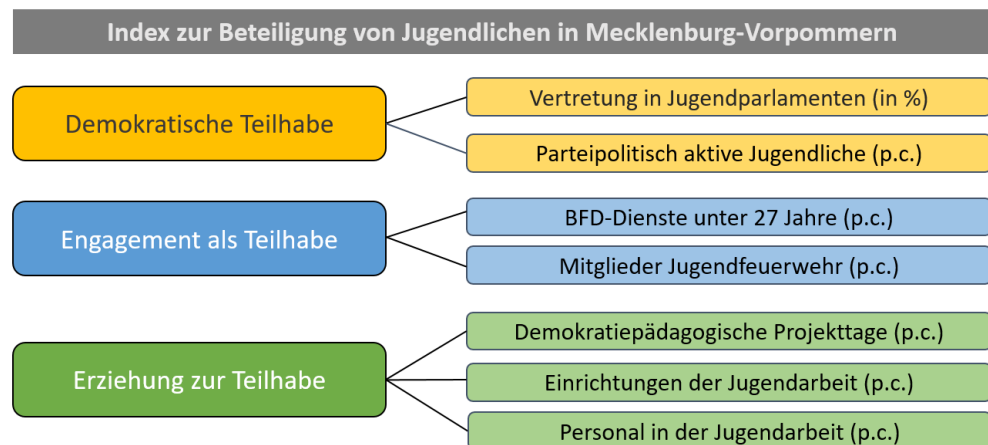 Index zur Beteiligung von Jugendlichen in Mecklenburg-Vorpommern
Demokratische Teilhabe
Vertretung in Jugendparlamenten (in %)
Parteipolitisch aktive Jugendliche (p.c.)
Engagement als Teilhabe
BFD-Dienste unter 27 Jahre (p.c.)
Mitglieder Jugendfeuerwehr (p.c.)
Erziehung zur Teilhabe
Demokratiepädagogische Projekttage (p.c.)
Einrichtungen der Jugendarbeit (p.c.)
Personal in der Jugendarbeit (p.c.)